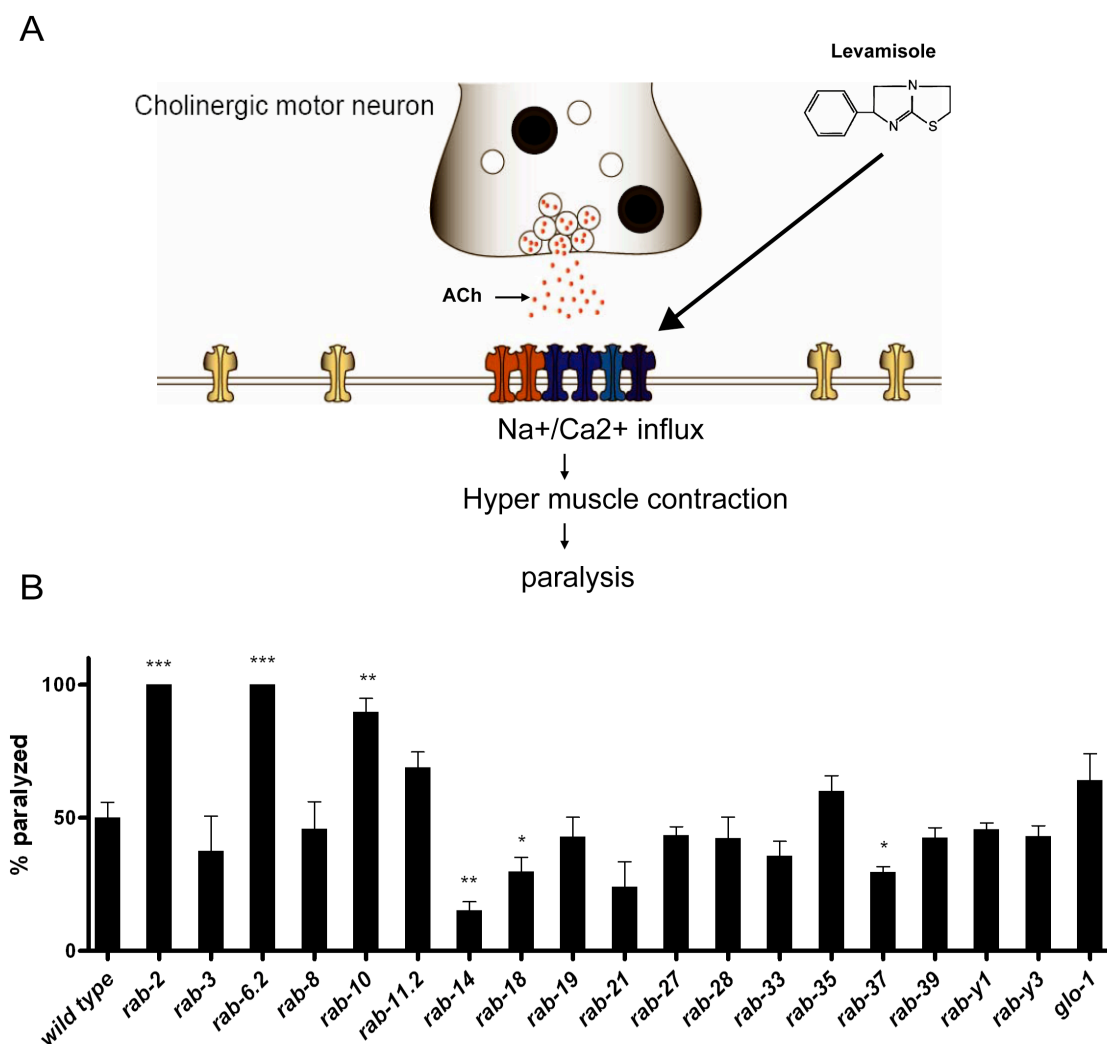 A
Levamisole
N
N
S
Cholinergic motor neuron
ACh
Na+/Ca2+ influx
Hyper muscle contraction
paralysis
B
% paralyzed
100
50
0
***
***
**
**
*
*
wild type
rab-2
rab-3
rab-6.2
rab-8
rab-10
rab-11.2
rab-14
rab-18
rab-19
rab-21
rab-27
rab-28
rab-33
rab-35
rab-37
rab-39
rab-y1
rab-y3
glo-1